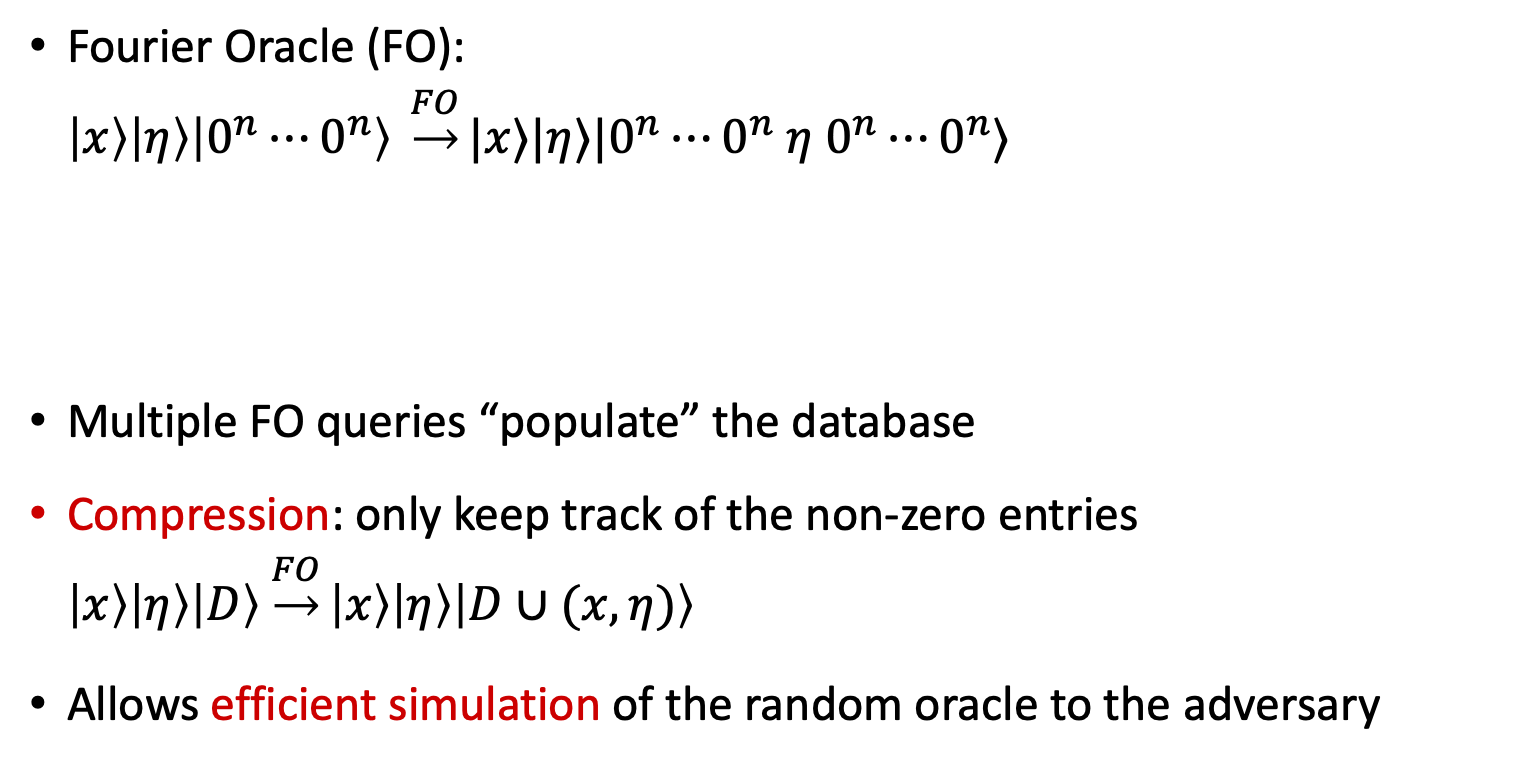 • Fourier Oracle (FO):
|x⟩|η⟩|0ⁿ ⋯ 0ⁿ⟩ →^{FO} |x⟩|η⟩|0ⁿ ⋯ 0ⁿ η 0ⁿ ⋯ 0ⁿ⟩
• Multiple FO queries “populate” the database
• Compression: only keep track of the non-zero entries
|x⟩|η⟩|D⟩ →^{FO} |x⟩|η⟩|D ∪ (x, η)⟩
• Allows efficient simulation of the random oracle to the adversary